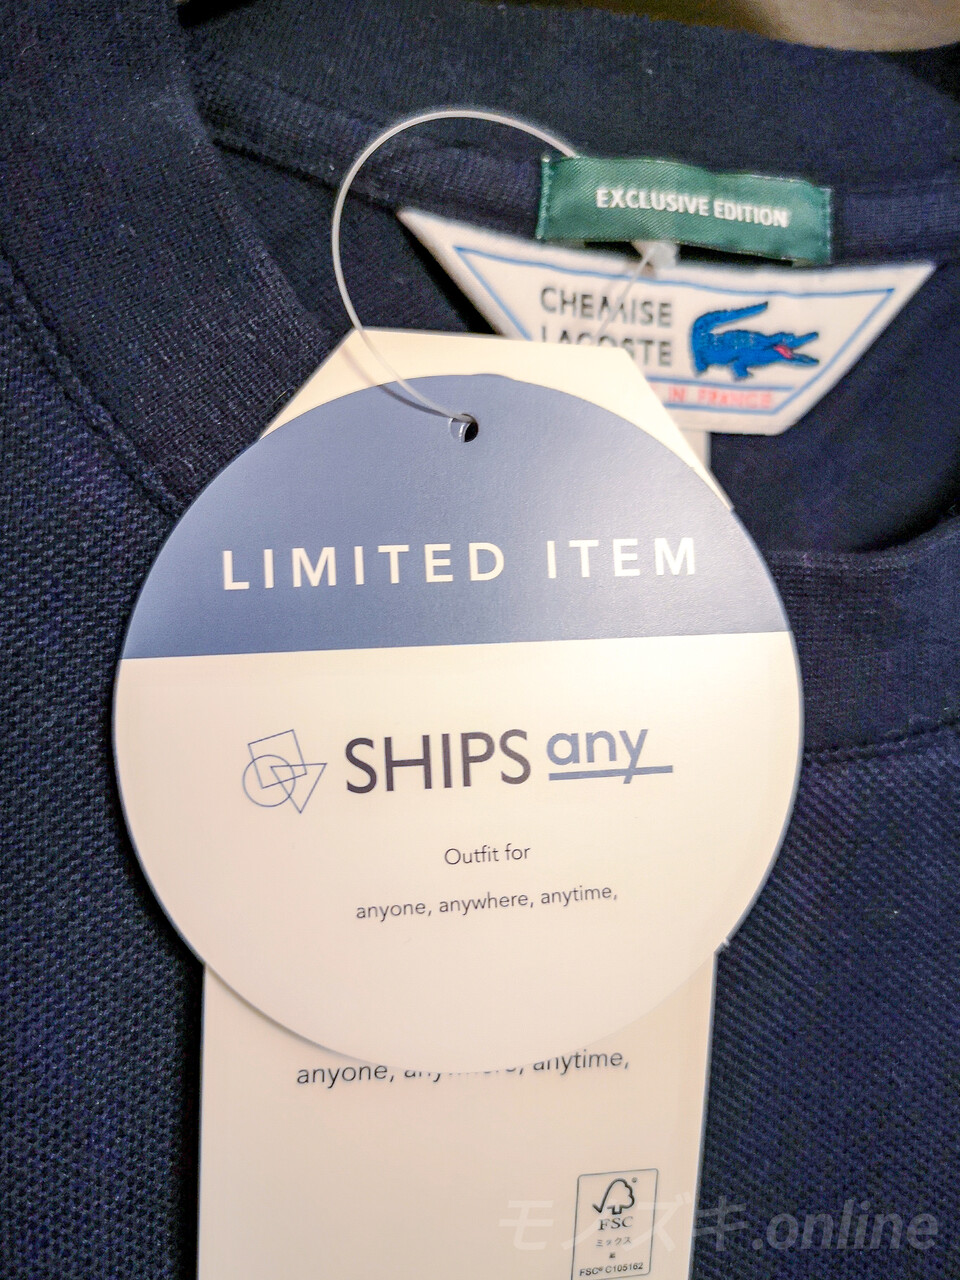 EXCLUSIVE EDITION
CHEMISE
LACOSTE
IN FRANCE
LIMITED ITEM
SHIPS any
Outfit for
anyone, anywhere, anytime,
anyone, anywhere, anytime,
FSC
ミックス
紙
FSC® C105162
モノズキ.online